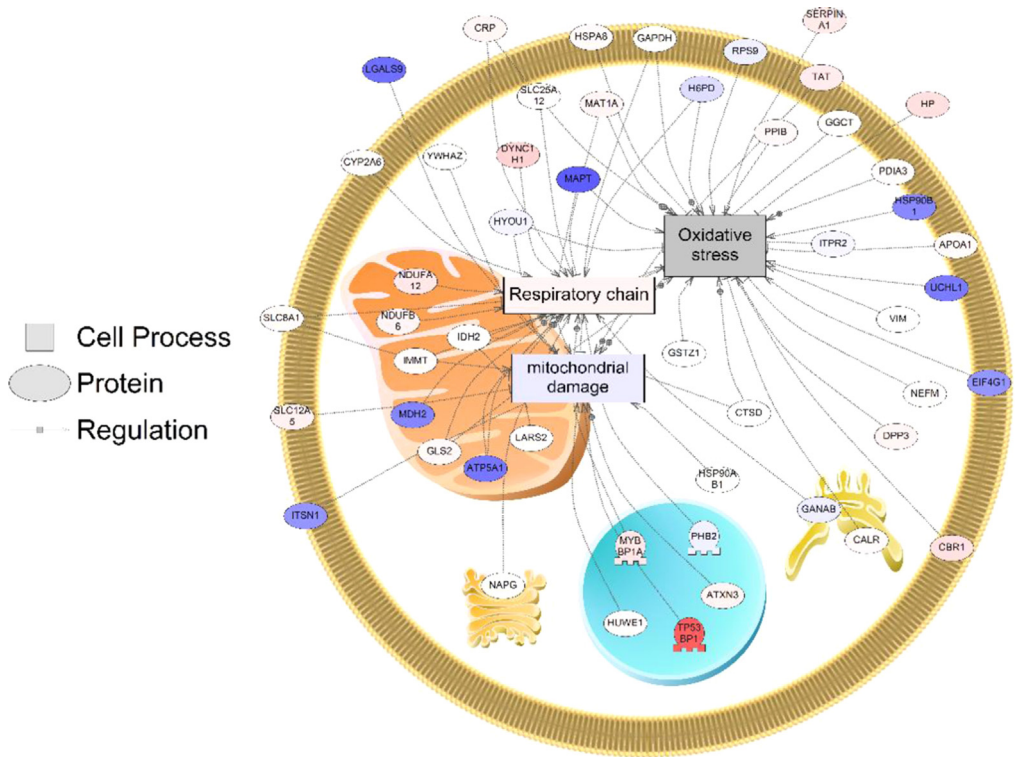 SERPIN
A1
CRP
HSPA8
GAPDH
RPS9
LGALS9
TAT
SLC25A
12
MAT1A
H6PD
HP
PPIB
GGCT
CYP2A6
YWHAZ
DYNC1
H1
MAPT
PDIA3
HSP90B
1
HYOU1
Oxidative
stress
ITPR2
APOA1
NDUFA
12
Respiratory chain
UCHL1
SLC8A1
NDUFB
6
VIM
Cell Process
IDH2
IMMT
GSTZ1
mitochondrial
damage
Protein
EIF4G1
NEFM
SLC12A
5
MDH2
CTSD
Regulation
LARS2
DPP3
GLS2
ATP5A1
HSP90A
B1
ITSN1
GANAB
MYB
BP1A
PHB2
CALR
CBR1
NAPG
ATXN3
HUWE1
TP53
BP1